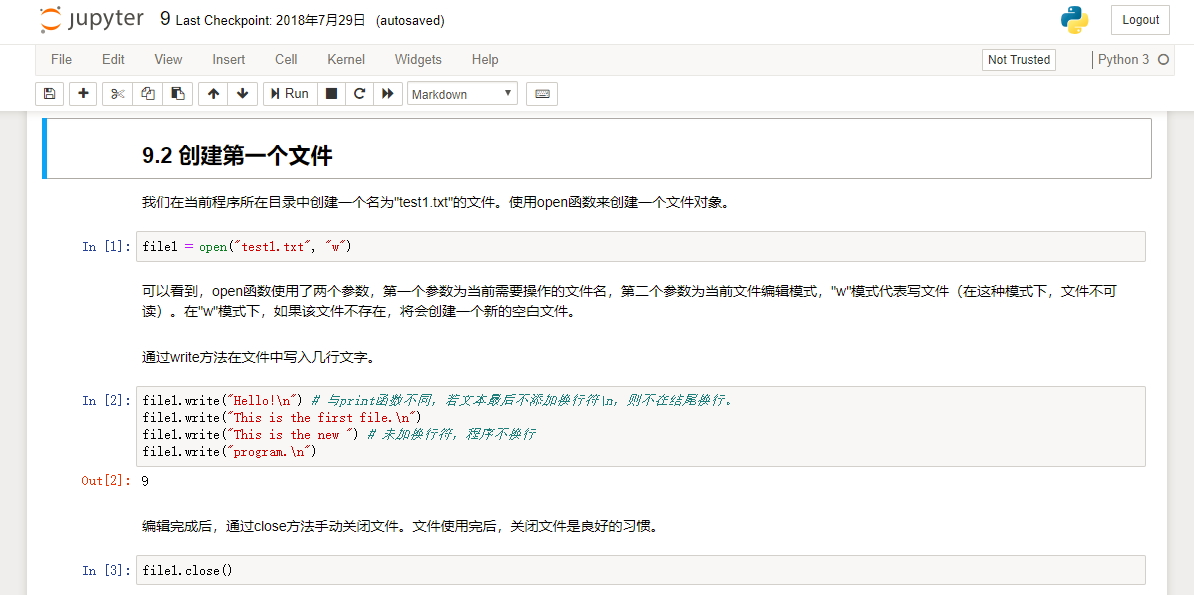 jupyter 9 Last Checkpoint: 2018年7月29日 (autosaved) Logout
File Edit View Insert Cell Kernel Widgets Help Not Trusted Python 3
Run Markdown
9.2 创建第一个文件
我们在当前程序所在目录中创建一个名为"test1.txt"的文件。使用open函数来创建一个文件对象。
In [1]: file1 = open("test1.txt", "w")
可以看到，open函数使用了两个参数，第一个参数为当前需要操作的文件名，第二个参数为当前文件编辑模式，"w"模式代表写文件（在这种模式下，文件不可
读）。在"w"模式下，如果该文件不存在，将会创建一个新的空白文件。
通过write方法在文件中写入几行文字。
In [2]: file1.write("Hello!\n") # 与print函数不同，若文本最后不添加换行符\n，则不在结尾换行。
file1.write("This is the first file.\n")
file1.write("This is the new ") # 未加换行符，程序不换行
file1.write("program.\n")
Out[2]: 9
编辑完成后，通过close方法手动关闭文件。文件使用完后，关闭文件是良好的习惯。
In [3]: file1.close()